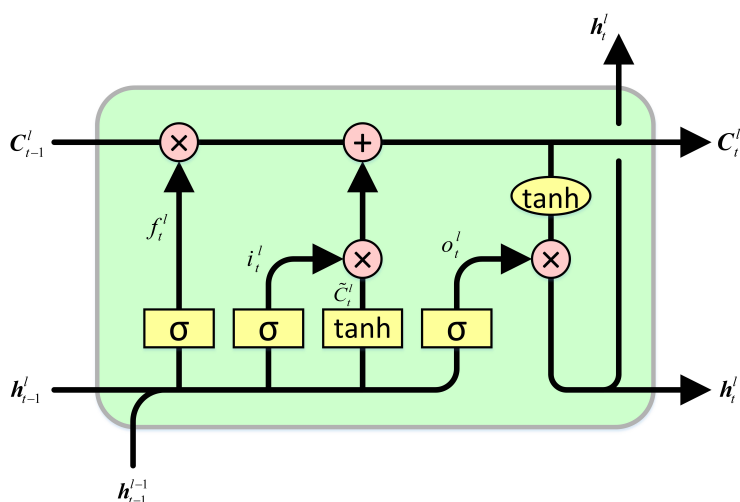 h_t^l
C_{t-1}^l
×
+
C_t^l
tanh
f_t^l
i_t^l
×
o_t^l
×
C̃_t^l
σ
σ
tanh
σ
h_{t-1}^l
h_t^l
h_{t-1}^{l-1}